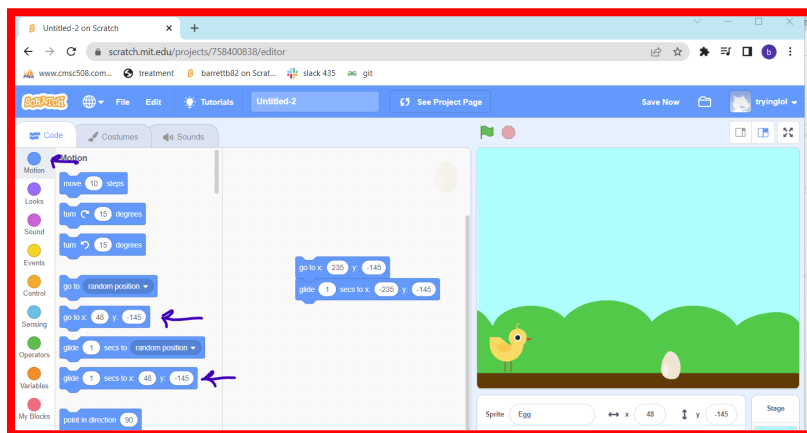 Untitled-2 on Scratch
scratch.mit.edu/projects/758400838/editor
www.cmsc508.com... treatment barrettb82 on Scrat... slack 435 git
b
SCRATCH File Edit Tutorials Untitled-2 See Project Page Save Now tryinglol
Code Costumes Sounds
Motion
Looks
Sound
Events
Control
Sensing
Operators
Variables
My Blocks
Motion
move 10 steps
turn 15 degrees
turn 15 degrees
go to random position
go to x: 48 y: -145
glide 1 secs to random position
glide 1 secs to x: 48 y: -145
point in direction 90
go to x: 235 y: -145
glide 1 secs to x: -235 y: -145
Sprite Egg x 48 y -145
Stage